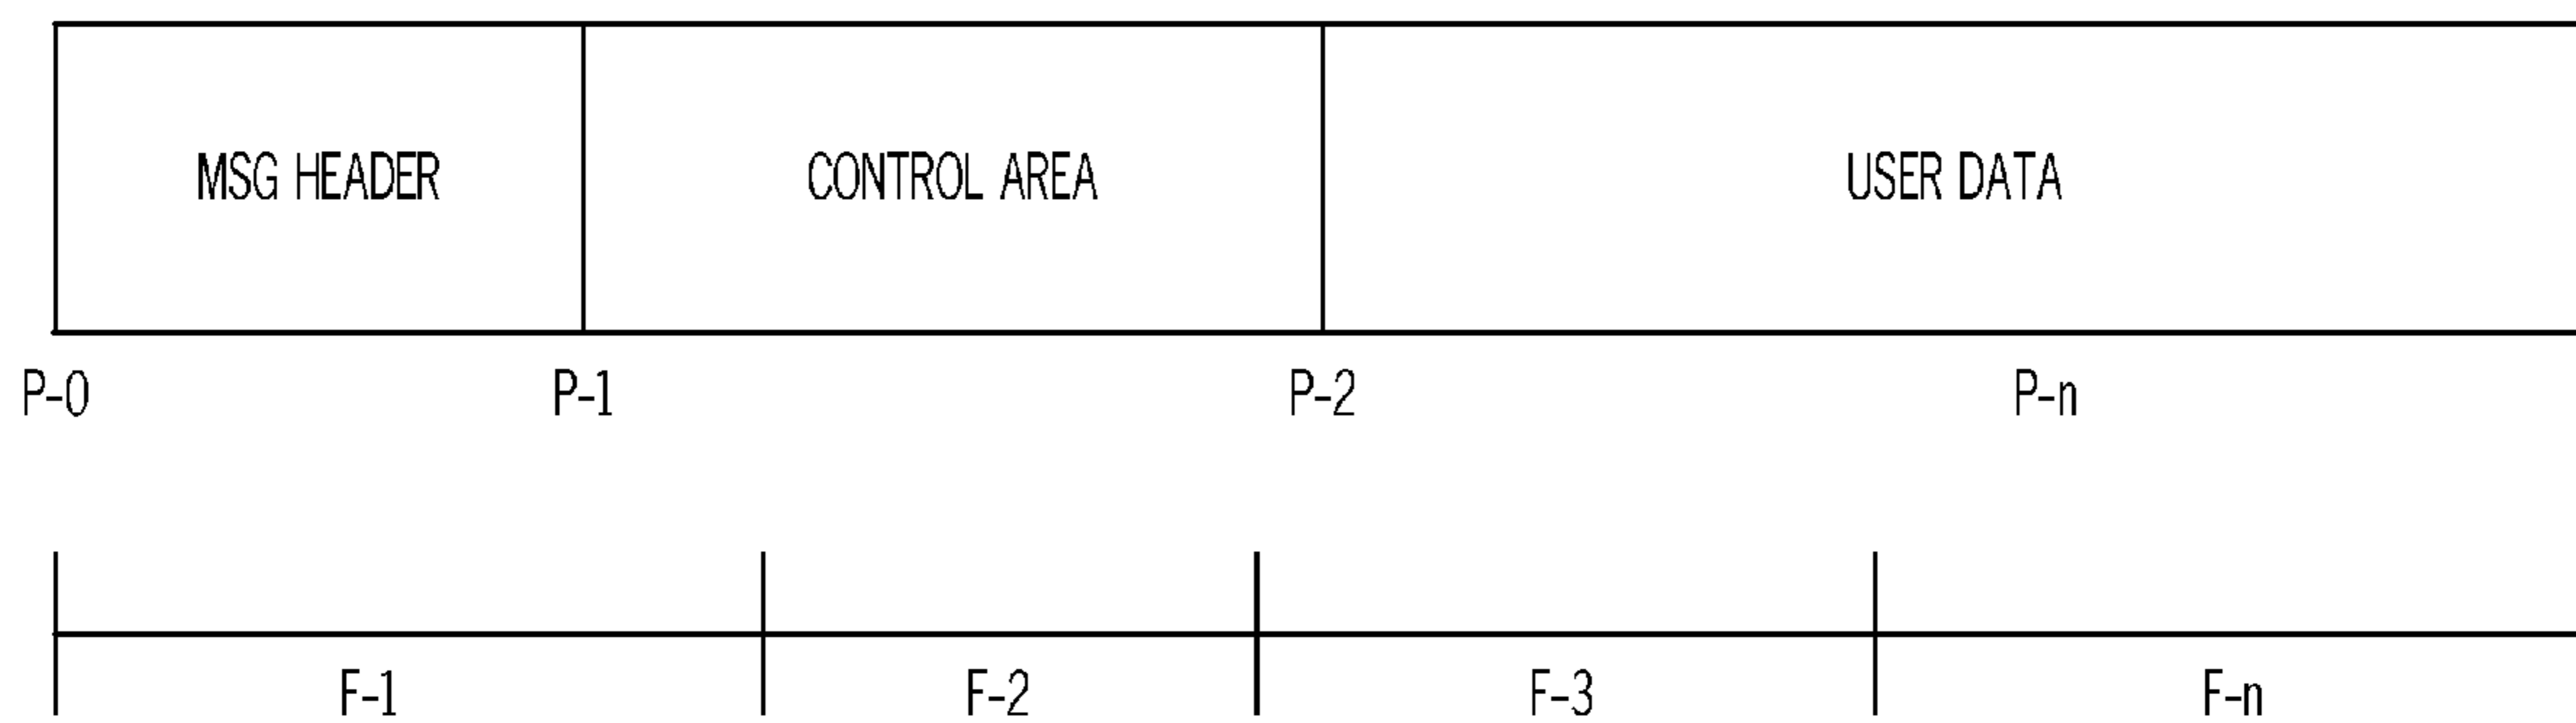 MSG HEADER CONTROL AREA USER DATA
P-0 P-1 P-2 P-n
F-1 F-2 F-3 F-n